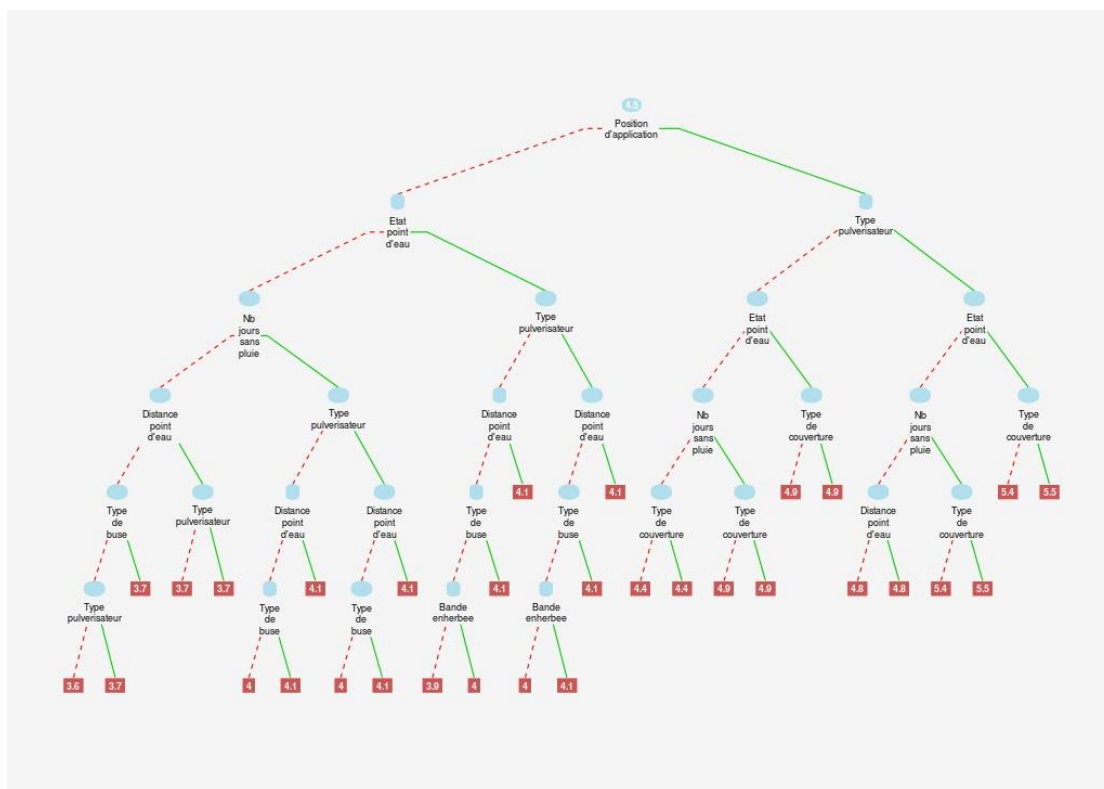 4.5
Position
d'application
Etat
point
d'eau
Type
pulverisateur
Nb
jours
sans
pluie
Type
pulverisateur
Etat
point
d'eau
Etat
point
d'eau
Distance
point
d'eau
Type
pulverisateur
Distance
point
d'eau
Distance
point
d'eau
Nb
jours
sans
pluie
Type
de
couverture
Nb
jours
sans
pluie
Type
de
couverture
Type
de
buse
Type
pulverisateur
Distance
point
d'eau
Distance
point
d'eau
Type
de
buse
4.1
Type
de
buse
4.1
Type
de
couverture
Type
de
couverture
4.9
4.9
Distance
point
d'eau
Type
de
couverture
5.4
5.5
Type
pulverisateur
3.7
3.7
3.7
Type
de
buse
4.1
Type
de
buse
4.1
Bande
enherbee
4.1
Bande
enherbee
4.1
4.4
4.4
4.9
4.9
4.8
4.8
5.4
5.5
3.6
3.7
4
4.1
4
4.1
3.9
4
4
4.1